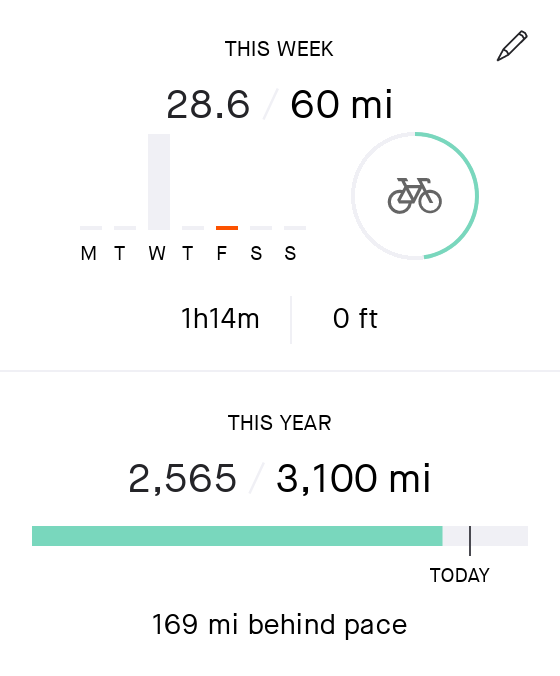 THIS WEEK
28.6 / 60 mi
M T W T F S S
1h14m 0 ft
THIS YEAR
2,565 / 3,100 mi
TODAY
169 mi behind pace